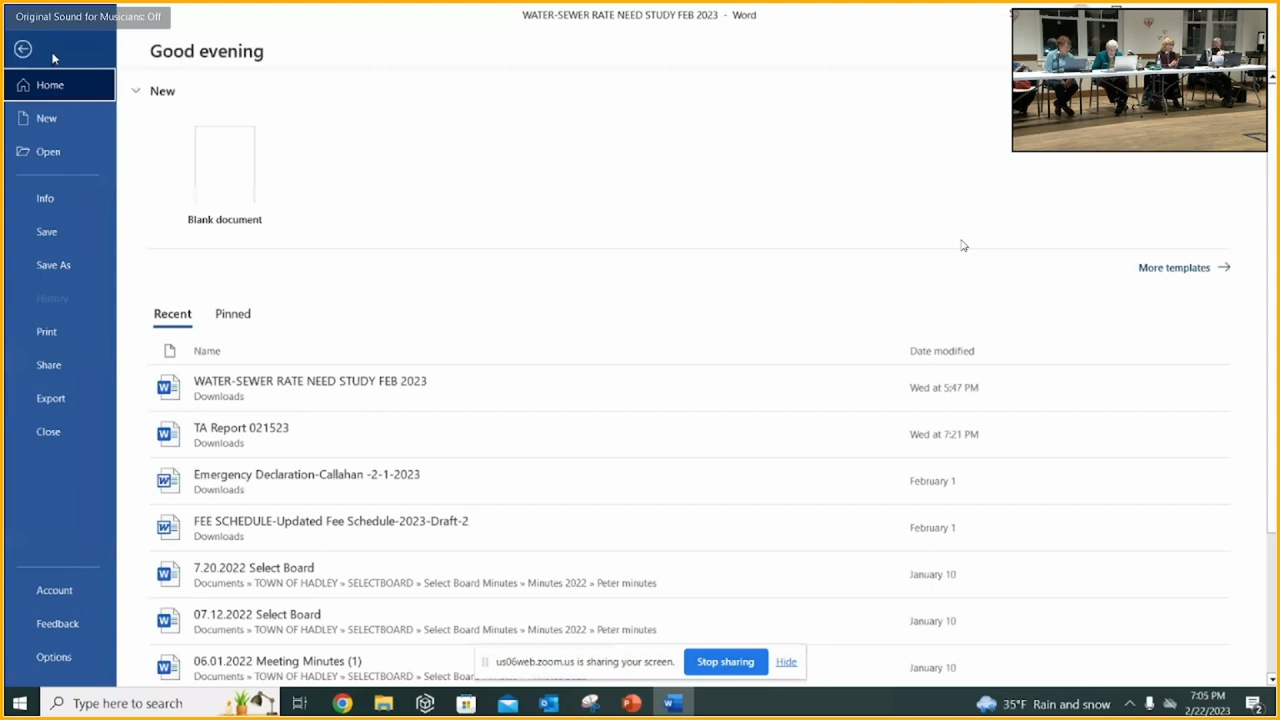 Original Sound for Musicians: Off
WATER-SEWER RATE NEED STUDY FEB 2023 - Word
Good evening
Home
New
New
Open
Info
Blank document
Save
Save As
More templates
History
Recent Pinned
Print
Name Date modified
Share
WATER-SEWER RATE NEED STUDY FEB 2023 Wed at 5:47 PM
Downloads
Export
TA Report 021523 Wed at 7:21 PM
Close
Downloads
Emergency Declaration-Callahan -2-1-2023 February 1
Downloads
FEE SCHEDULE-Updated Fee Schedule-2023-Draft-2 February 1
Downloads
7.20.2022 Select Board January 10
Documents » TOWN OF HADLEY » SELECTBOARD » Select Board Minutes » Minutes 2022 » Peter minutes
Account
07.12.2022 Select Board January 10
Documents » TOWN OF HADLEY » SELECTBOARD » Select Board Minutes » Minutes 2022 » Peter minutes
Feedback
Options
06.01.2022 Meeting Minutes (1) January 10
Documents » TOWN OF HADLEY » SELECTBOARD
us06web.zoom.us is sharing your screen. Stop sharing Hide
Type here to search
35°F Rain and snow
7:05 PM
2/22/2023
2